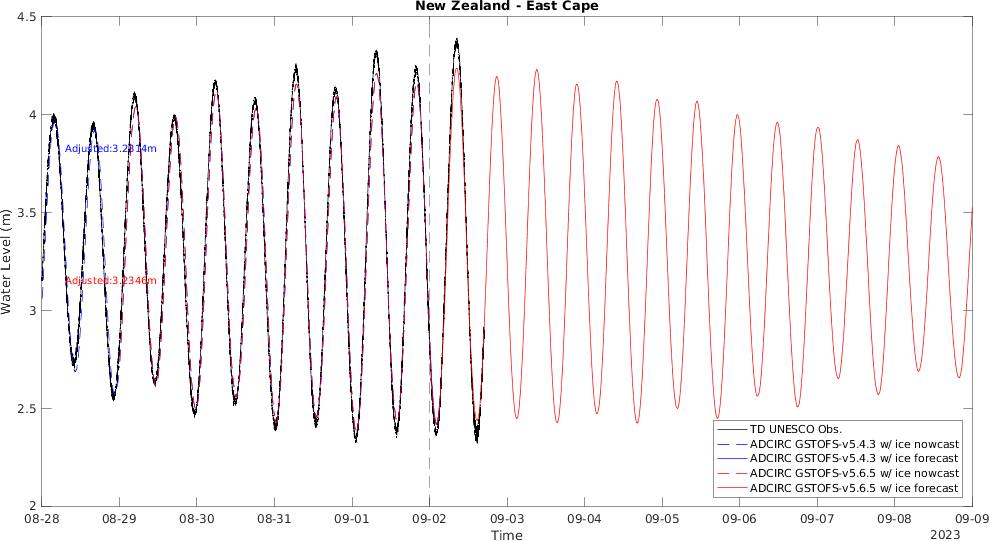 New Zealand - East Cape
4.5
4
3.5
3
2.5
2
Water Level (m)
Adjusted:3.2314m
Adjusted:3.2346m
TD UNESCO Obs.
ADCIRC GSTOFS-v5.4.3 w/ ice nowcast
ADCIRC GSTOFS-v5.4.3 w/ ice forecast
ADCIRC GSTOFS-v5.6.5 w/ ice nowcast
ADCIRC GSTOFS-v5.6.5 w/ ice forecast
08-28 08-29 08-30 08-31 09-01 09-02 09-03 09-04 09-05 09-06 09-07 09-08 09-09
Time
2023